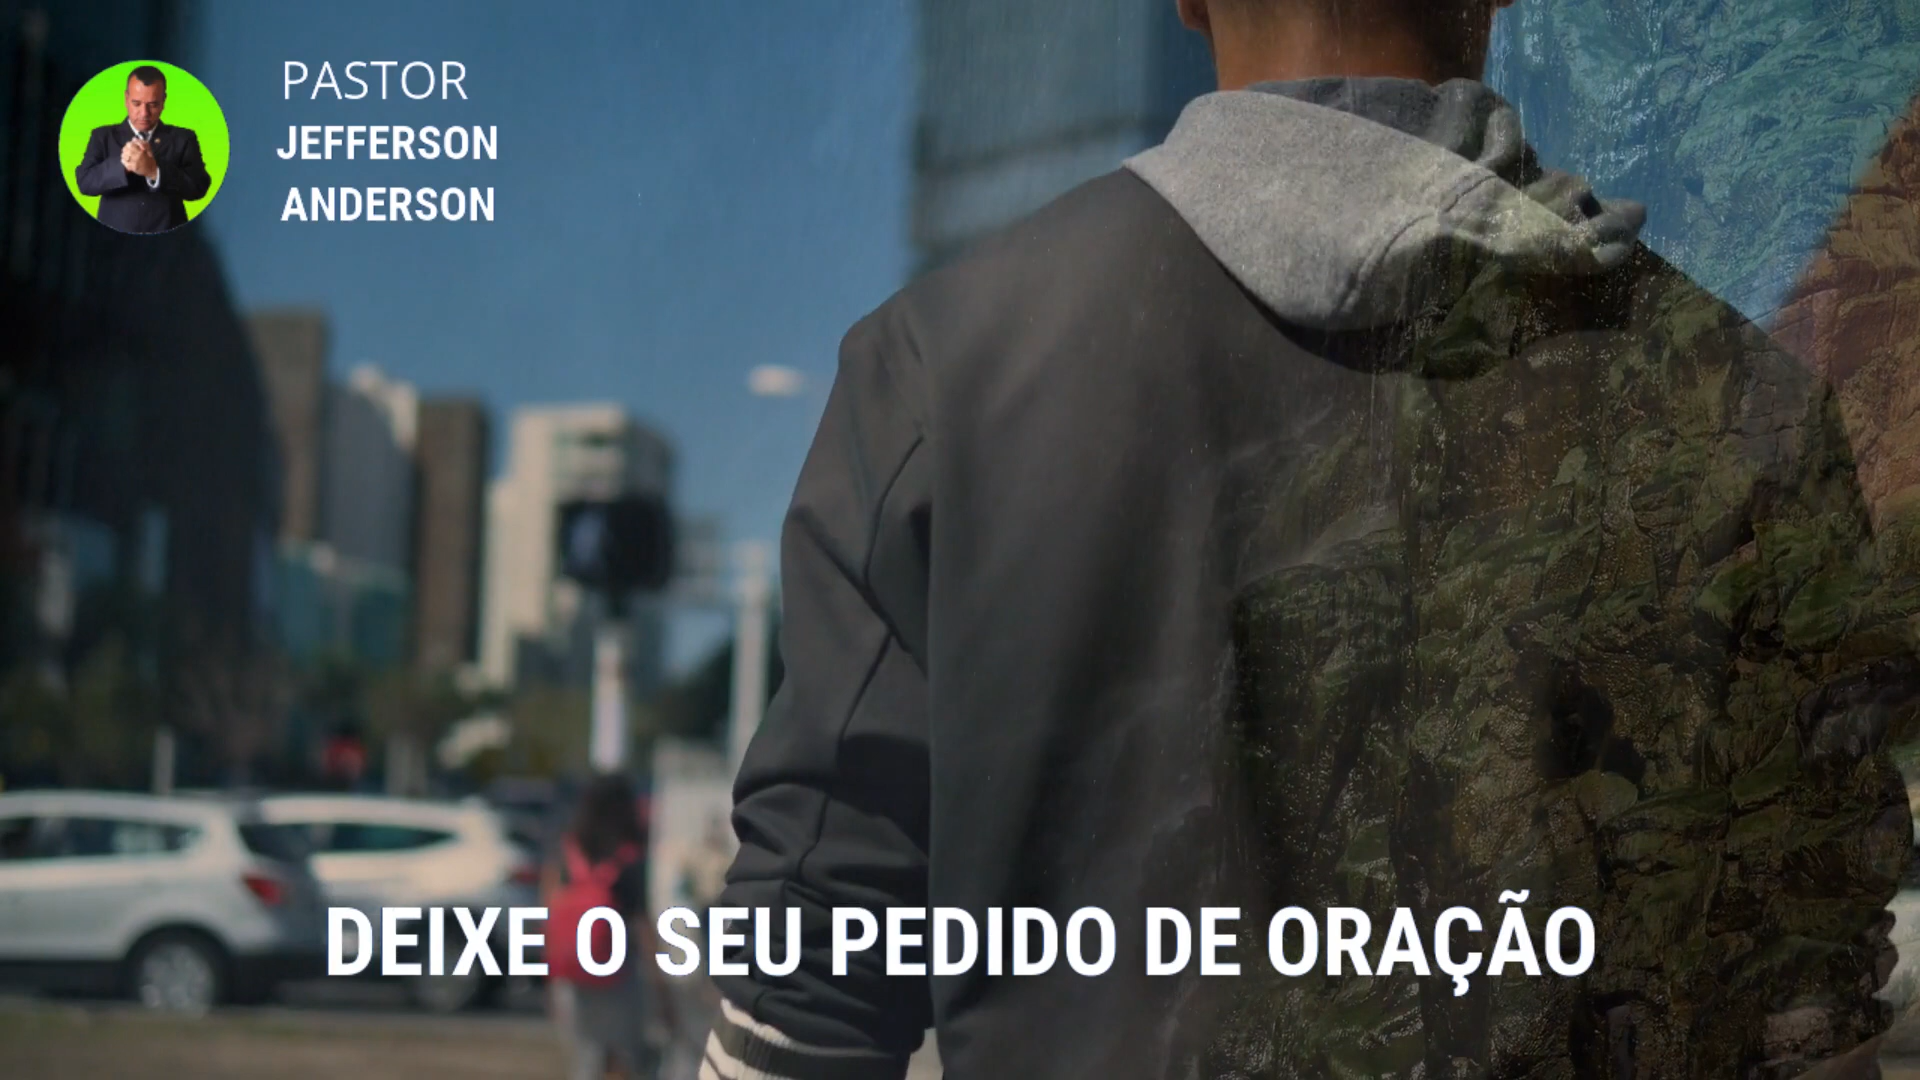 PASTOR
JEFFERSON
ANDERSON
DEIXE O SEU PEDIDO DE ORAÇÃO